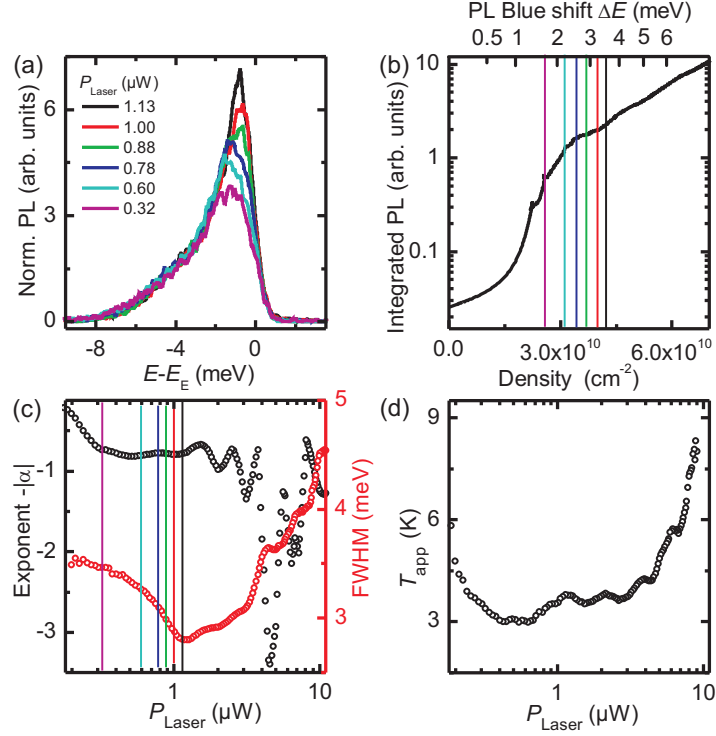 PL Blue shift ΔE (meV)
0.5 1 2 3 4 5 6
(a)
P_Laser (µW)
1.13
1.00
0.88
0.78
0.60
0.32
Norm. PL (arb. units)
6
3
0
-8 -4 0
E-E_E (meV)
(b)
Integrated PL (arb. units)
10
1
0.1
0.0 3.0x10^10 6.0x10^10
Density (cm^-2)
(c)
Exponent -|α|
-1
-2
-3
5
4
3
FWHM (meV)
1 10
P_Laser (µW)
(d)
T_app (K)
9
6
3
1 10
P_Laser (µW)